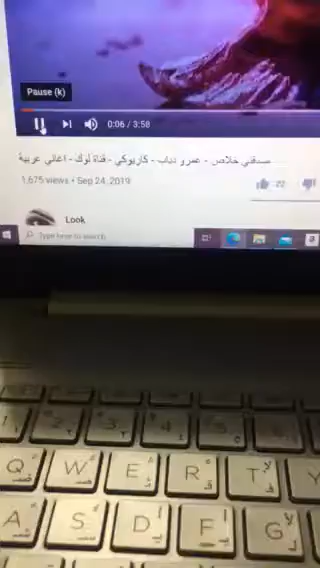 Pause (k)
0:06 / 3:58
صدقني خلاص - عمرو دياب - كاريوكي - قناة لوك - اغاني عربية
1,675 views • Sep 24, 2019
22
Look
Type here to search
Q W E R T Y
A S D F G